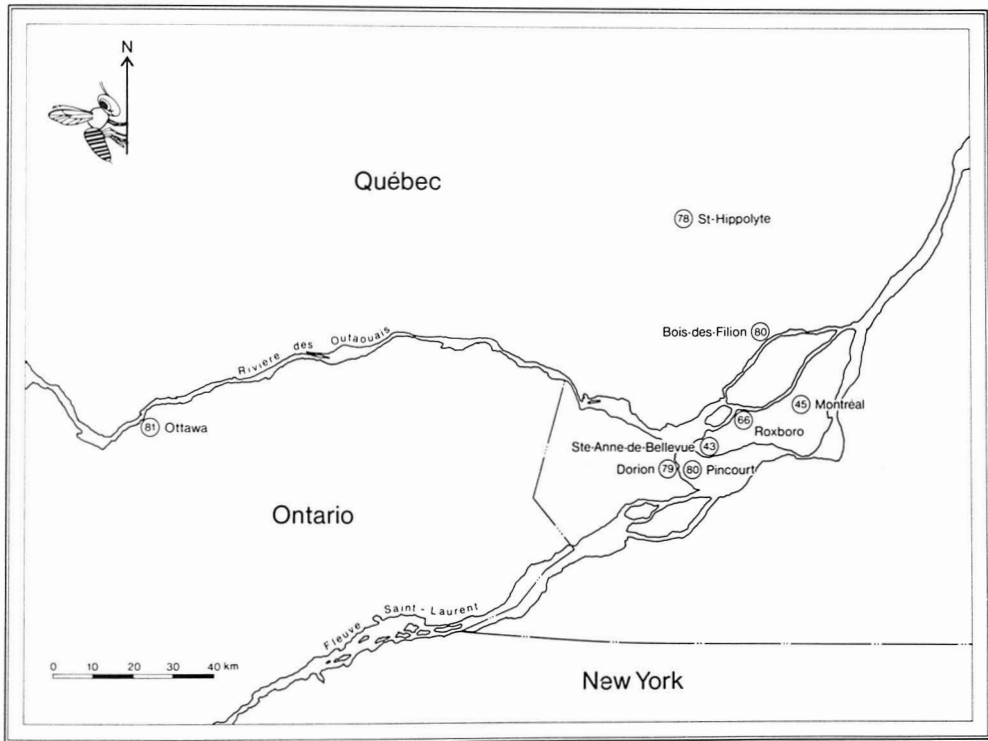 N
Québec
78 St-Hippolyte
Bois-des-Filion 80
Rivière des Outaouais
45 Montréal
81 Ottawa
66 Roxboro
Ste-Anne-de-Bellevue 43
Dorion 79 80 Pincourt
Ontario
Fleuve Saint-Laurent
0 10 20 30 40 km
New York